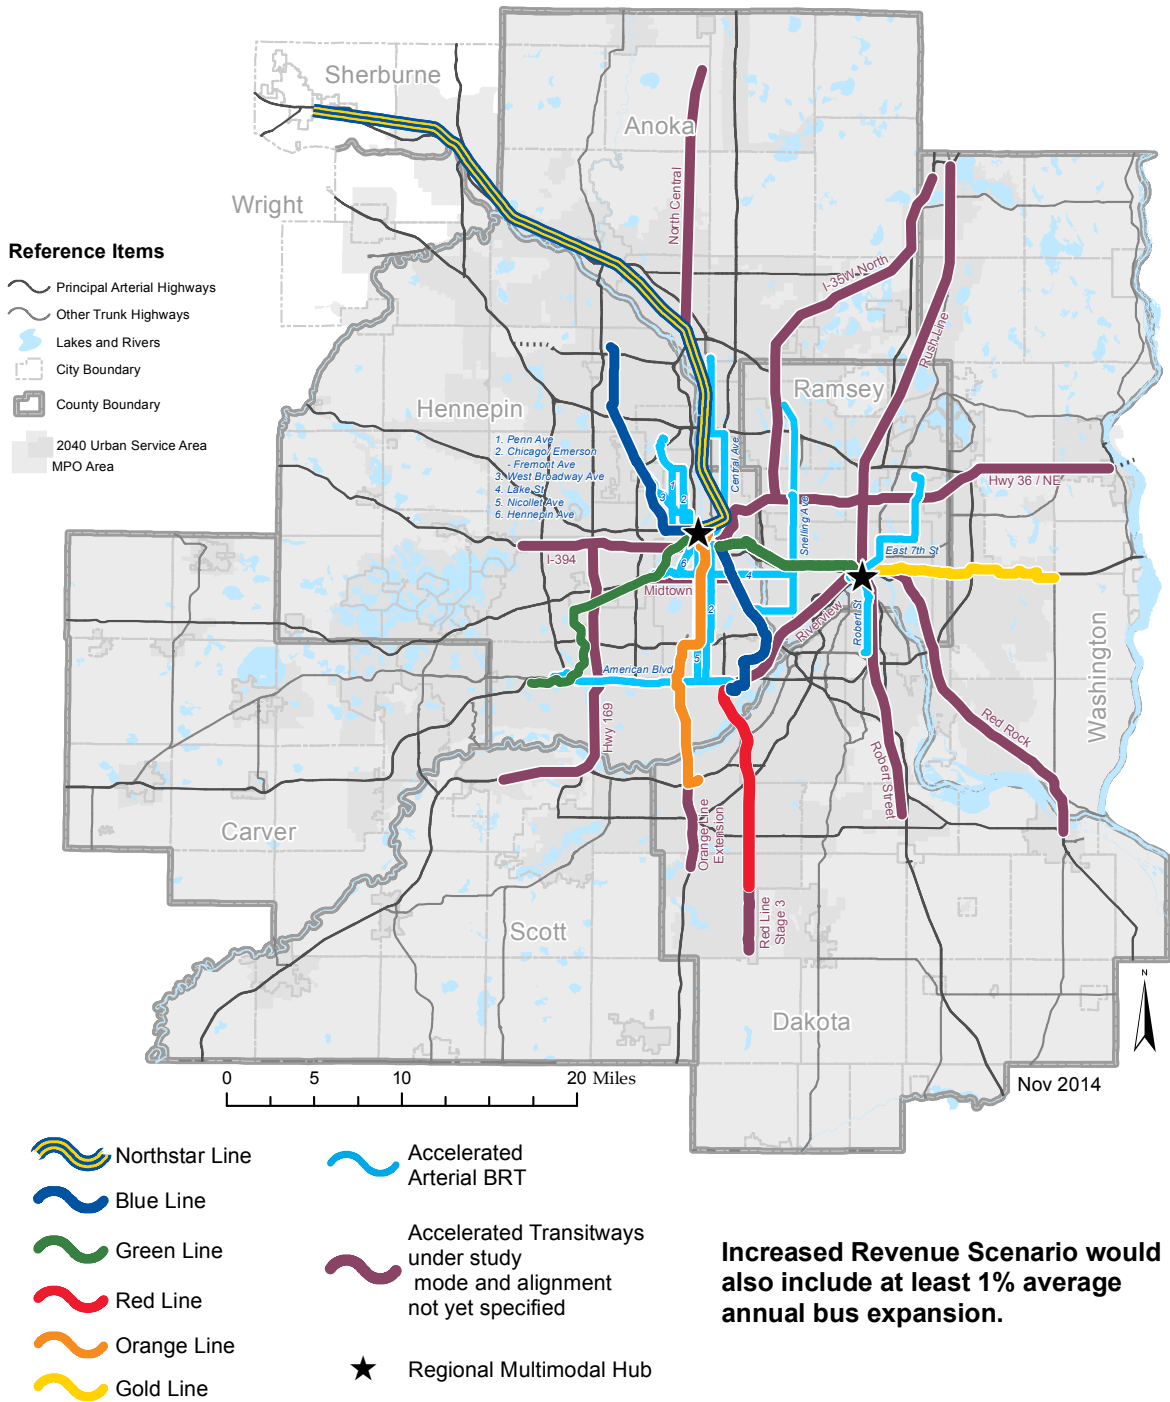 Sherburne
Anoka
Wright
North Central
Reference Items
Principal Arterial Highways
Other Trunk Highways
Lakes and Rivers
City Boundary
County Boundary
2040 Urban Service Area
MPO Area
I-35W North
Rush Line
Ramsey
Hennepin
1. Penn Ave
2. Chicago/ Emerson
- Fremont Ave
3. West Broadway Ave
4. Lake St
5. Nicollet Ave
6. Hennepin Ave
Central Ave
Snelling Ave
Hwy 36 / NE
1
2
3
I-394
East 7th St
6
4
Midtown
2
Riverview
Robert St
5
American Blvd
Washington
Hwy 169
Red Rock
Robert Street
Orange Line
Extension
Carver
Scott
Red Line
Stage 3
Dakota
N
0 5 10 20 Miles
Nov 2014
Northstar Line
Blue Line
Green Line
Red Line
Orange Line
Gold Line
Accelerated
Arterial BRT
Accelerated Transitways
under study
mode and alignment
not yet specified
Regional Multimodal Hub
Increased Revenue Scenario would
also include at least 1% average
annual bus expansion.